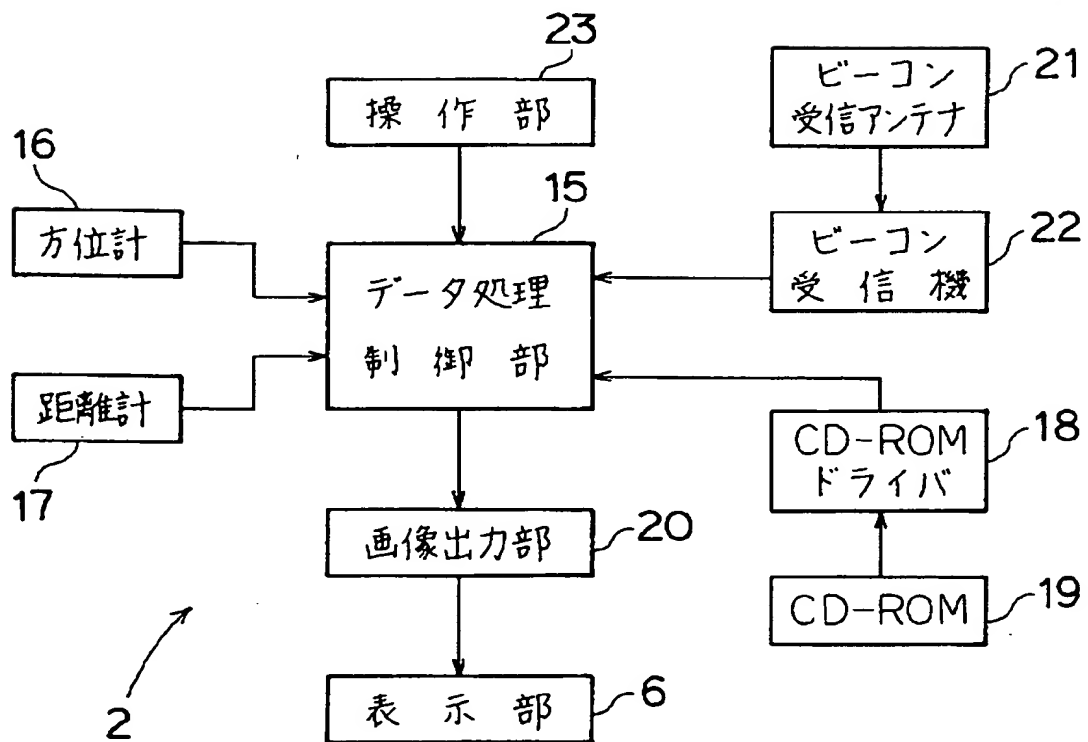 23
操作部
ビーコン
受信アンテナ
21
16
方位計
15
データ処理
制御部
ビーコン
受信機
22
距離計
17
CD-ROM
ドライバ
18
画像出力部
20
CD-ROM
19
2
表示部
6